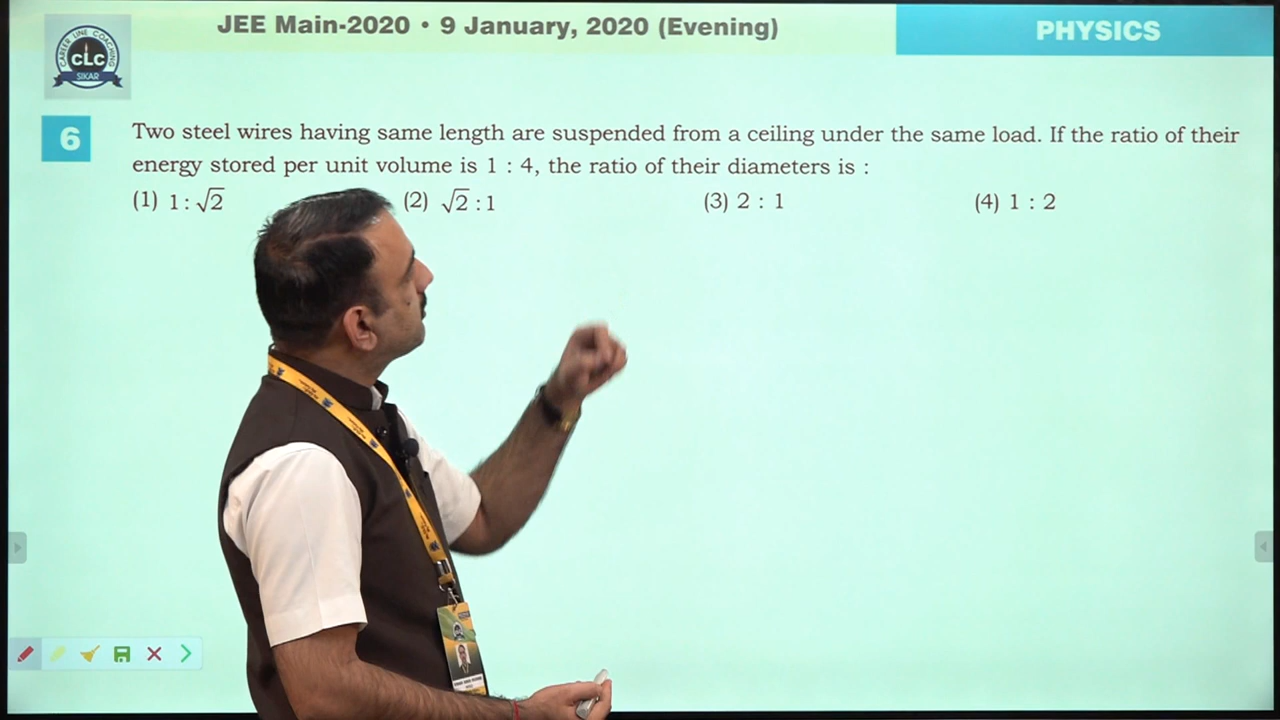 JEE Main-2020 • 9 January, 2020 (Evening)
PHYSICS
CAREER LINE COACHING
CLC
SIKAR
6
Two steel wires having same length are suspended from a ceiling under the same load. If the ratio of their
energy stored per unit volume is 1 : 4, the ratio of their diameters is :
(1) 1 : √2
(2) √2 : 1
(3) 2 : 1
(4) 1 : 2